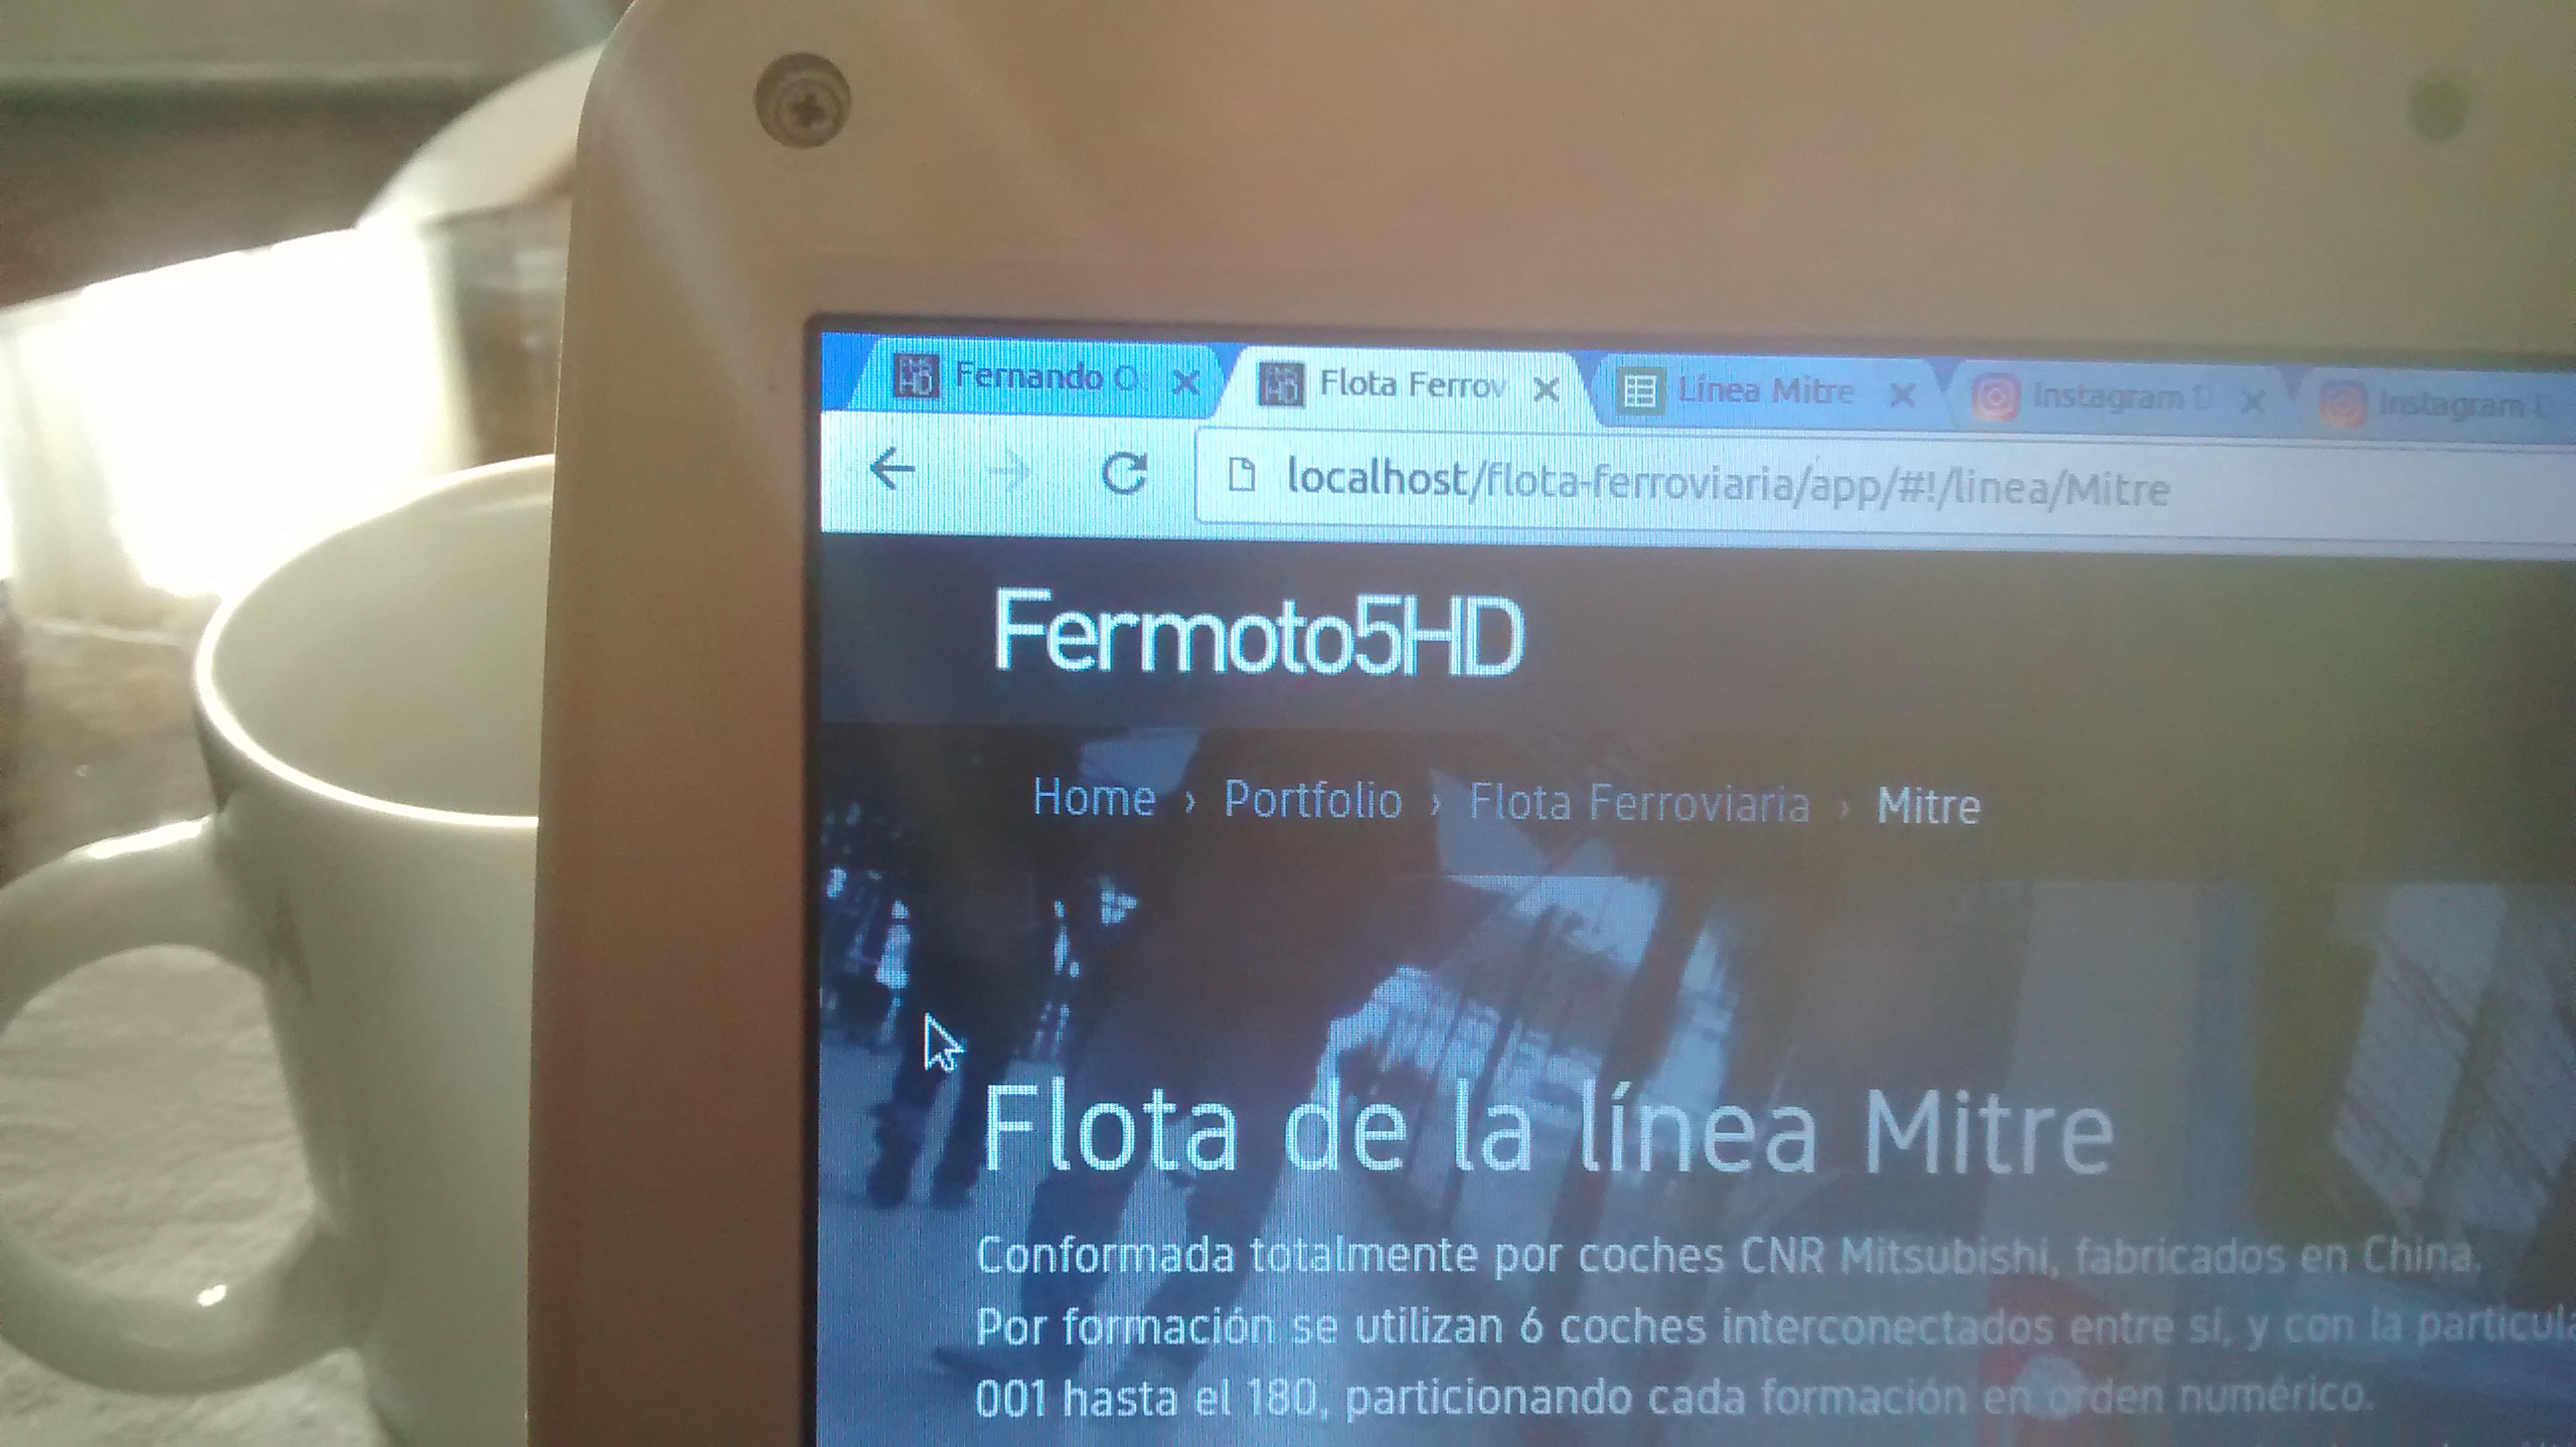 Fernando O
Flota Ferrov
Línea Mitre
Instagram D
Instagram
localhost/flota-ferroviaria/app/#!/linea/Mitre
Fermoto5HD
Home › Portfolio › Flota Ferroviaria › Mitre
Flota de la línea Mitre
Conformada totalmente por coches CNR Mitsubishi, fabricados en China.
Por formación se utilizan 6 coches interconectados entre sí, y con la particula
001 hasta el 180, particionando cada formación en orden numérico.